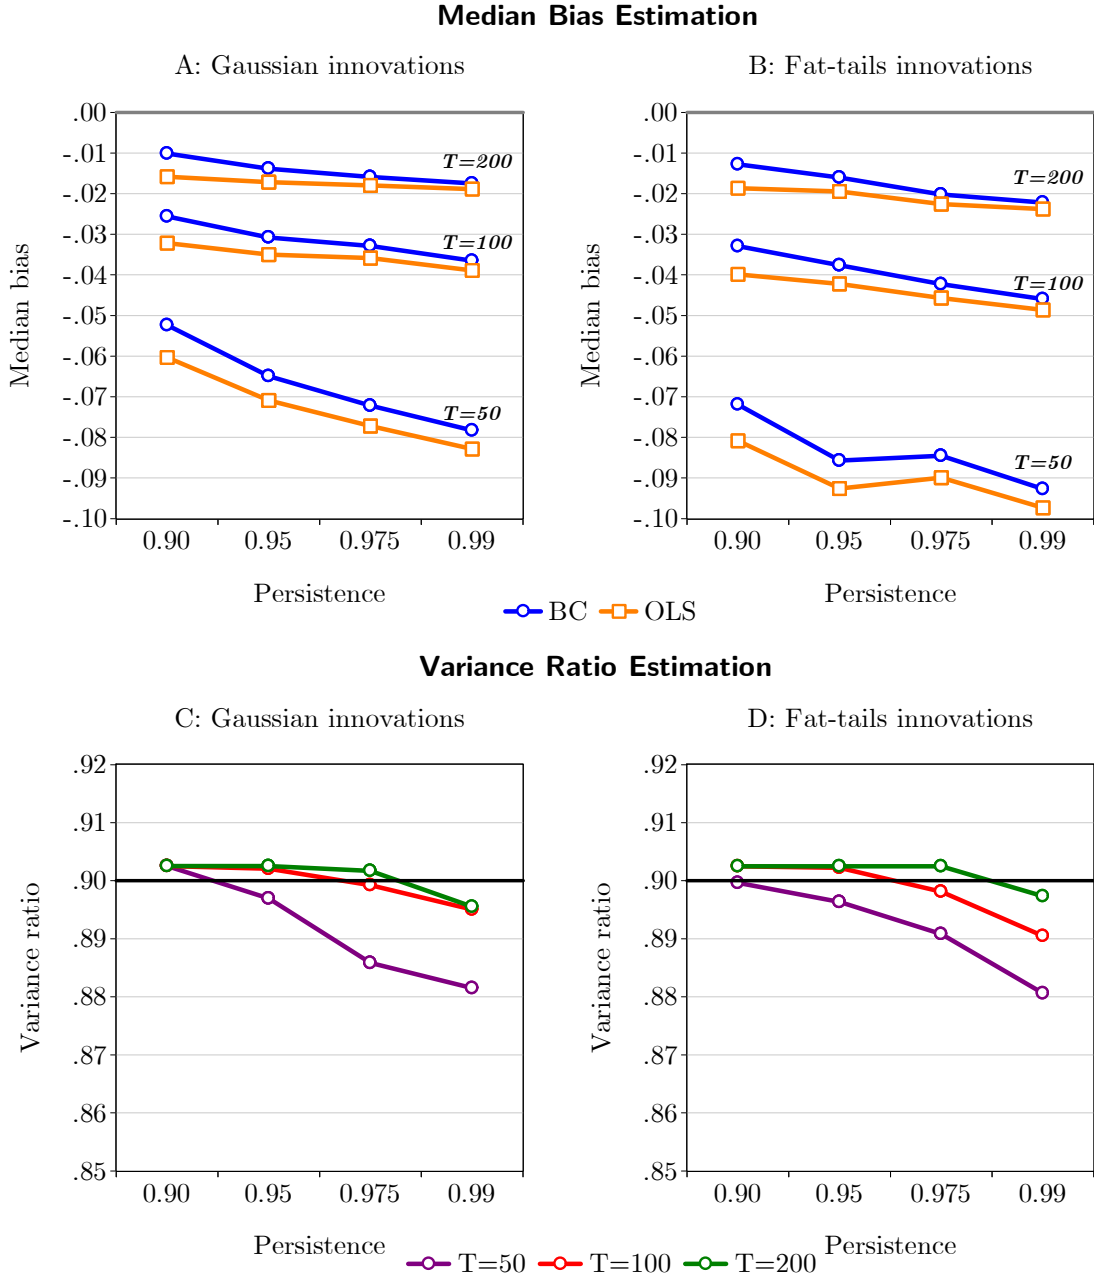 Median Bias Estimation
A: Gaussian innovations
.00
-.01
-.02
-.03
-.04
-.05
-.06
-.07
-.08
-.09
-.10
Median bias
T=200
T=100
T=50
0.90 0.95 0.975 0.99
Persistence
B: Fat-tails innovations
.00
-.01
-.02
-.03
-.04
-.05
-.06
-.07
-.08
-.09
-.10
Median bias
T=200
T=100
T=50
0.90 0.95 0.975 0.99
Persistence
BC OLS
Variance Ratio Estimation
C: Gaussian innovations
.92
.91
.90
.89
.88
.87
.86
.85
Variance ratio
0.90 0.95 0.975 0.99
Persistence
D: Fat-tails innovations
.92
.91
.90
.89
.88
.87
.86
.85
Variance ratio
0.90 0.95 0.975 0.99
Persistence
T=50 T=100 T=200